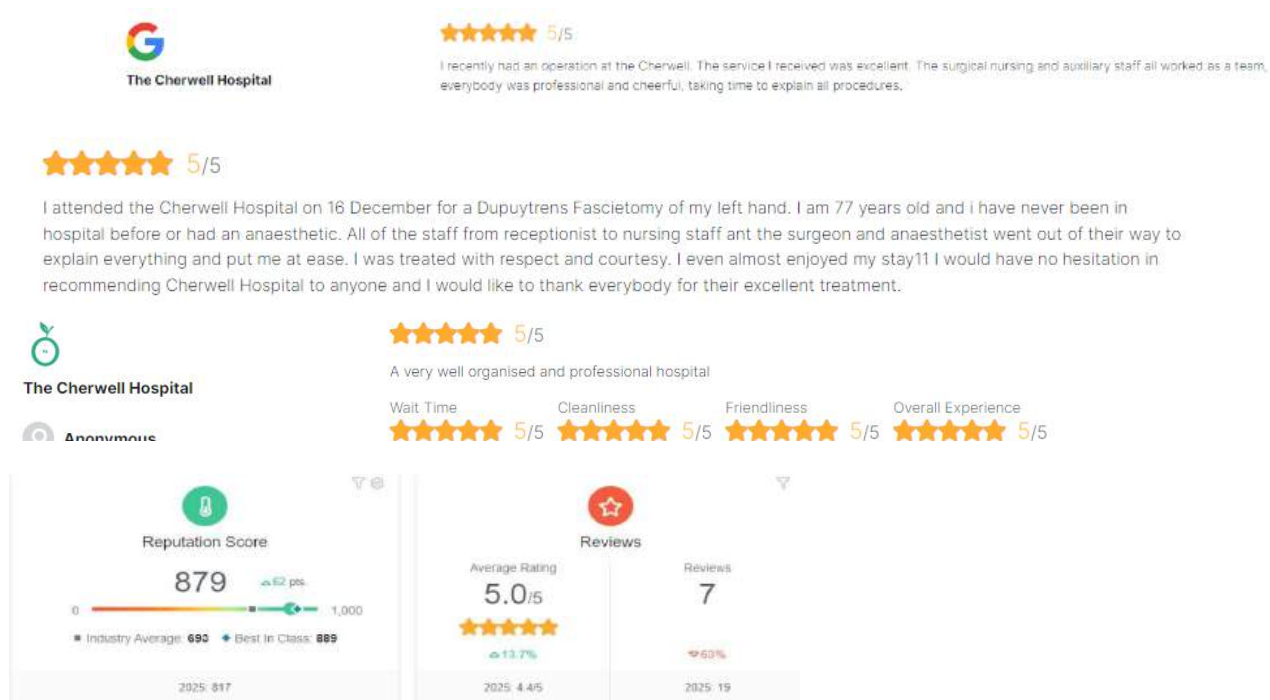 5/5
I recently had an operation at the Cherwell. The service I received was excellent. The surgical nursing and auxiliary staff all worked as a team,
everybody was professional and cheerful, taking time to explain all procedures.
The Cherwell Hospital
5/5
I attended the Cherwell Hospital on 16 December for a Dupuytrens Fascietomy of my left hand. I am 77 years old and i have never been in
hospital before or had an anaesthetic. All of the staff from receptionist to nursing staff ant the surgeon and anaesthetist went out of their way to
explain everything and put me at ease. I was treated with respect and courtesy. I even almost enjoyed my stay11 I would have no hesitation in
recommending Cherwell Hospital to anyone and I would like to thank everybody for their excellent treatment.
The Cherwell Hospital
Anonymous
5/5
A very well organised and professional hospital
Wait Time Cleanliness Friendliness Overall Experience
5/5 5/5 5/5 5/5
Reputation Score
879 62 pts
0 1,000
Industry Average: 693 Best In Class: 889
2025: 817
Reviews
Average Rating Reviews
5.0/5 7
13.7% 63%
2025: 4.4/5 2025: 19